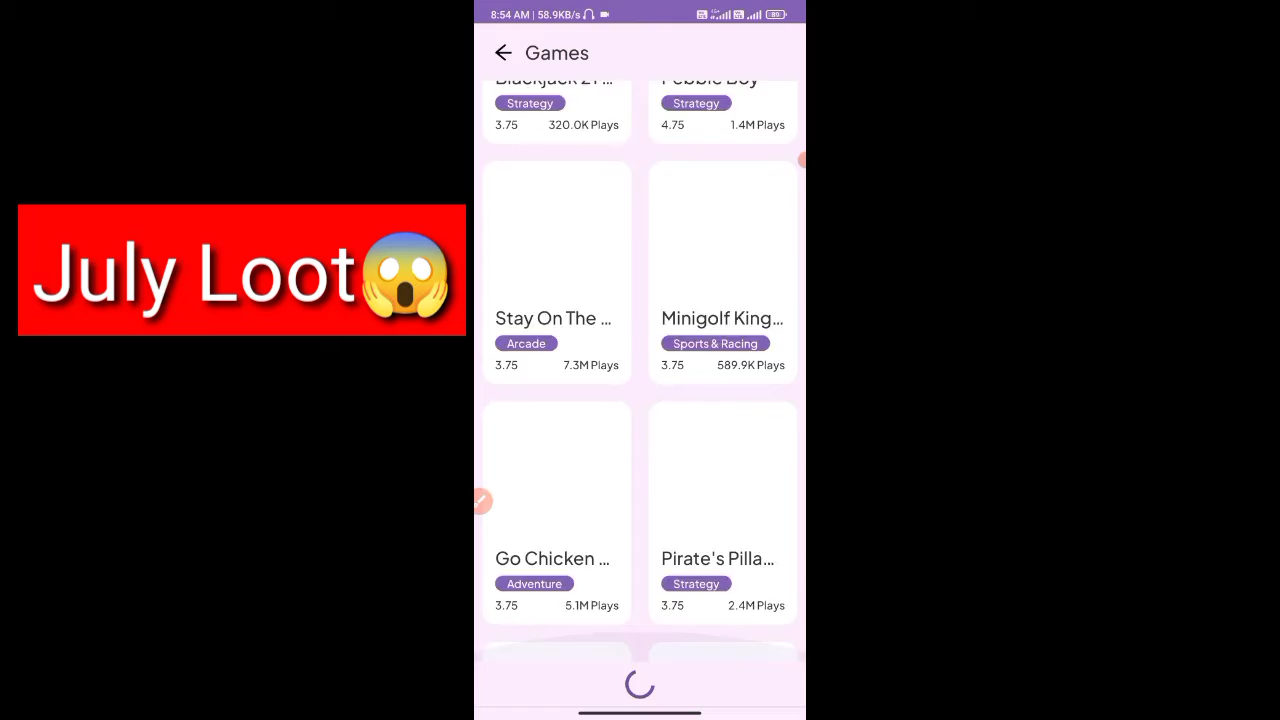 8:54 AM | 58.9KB/s
89
Games
July Loot😱
Strategy
3.75 320.0K Plays
Strategy
4.75 1.4M Plays
Stay On The ...
Arcade
3.75 7.3M Plays
Minigolf King...
Sports & Racing
3.75 589.9K Plays
Go Chicken ...
Adventure
3.75 5.1M Plays
Pirate's Pilla...
Strategy
3.75 2.4M Plays